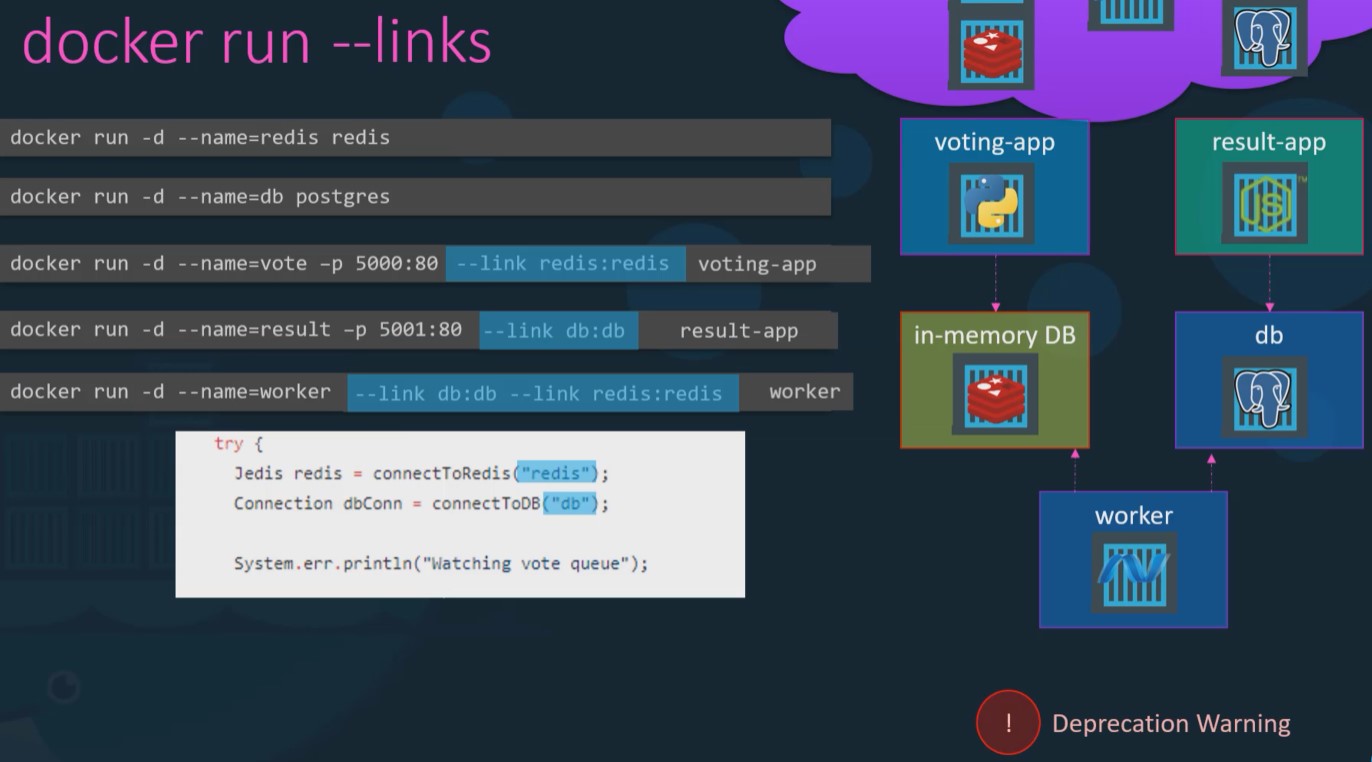 docker run --links
docker run -d --name=redis redis
docker run -d --name=db postgres
docker run -d --name=vote –p 5000:80 --link redis:redis voting-app
docker run -d --name=result –p 5001:80 --link db:db result-app
docker run -d --name=worker --link db:db --link redis:redis worker
try {
Jedis redis = connectToRedis("redis");
Connection dbConn = connectToDB("db");
System.err.println("Watching vote queue");
voting-app
result-app
JS
TM
in-memory DB
db
worker
! Deprecation Warning